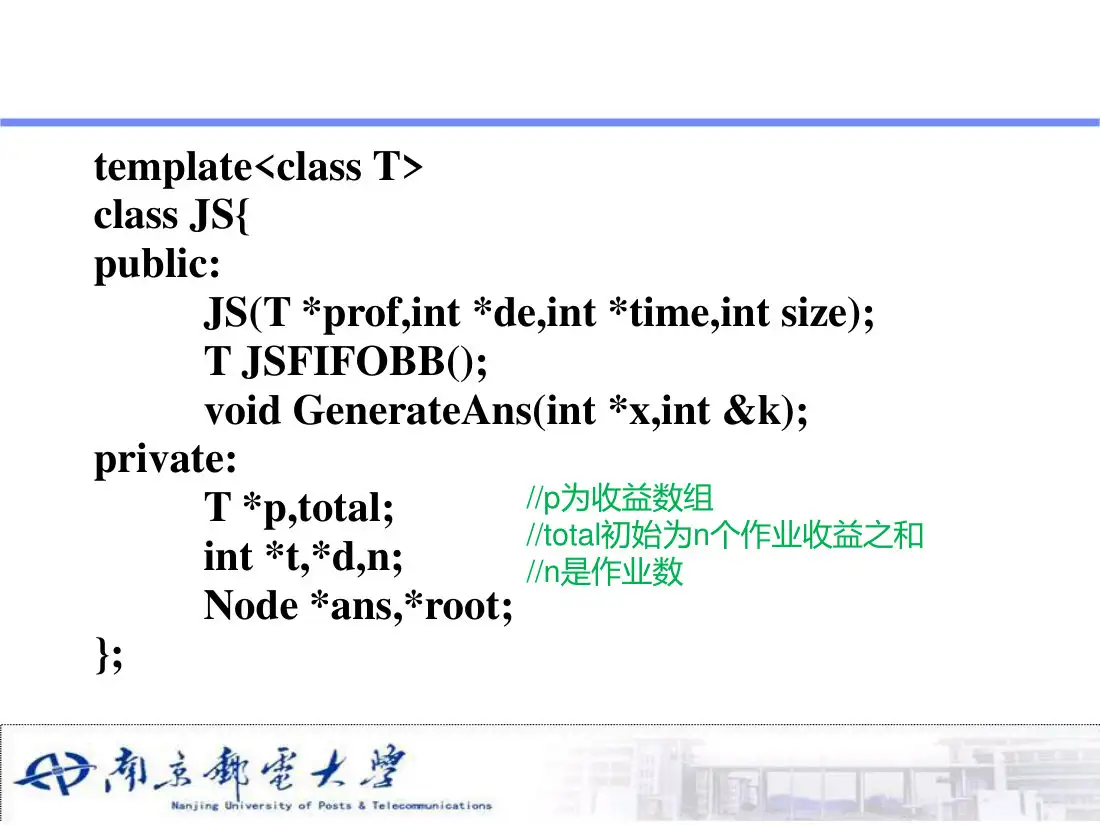 template<class T>
class JS{
public:
JS(T *prof,int *de,int *time,int size);
T JSFIFOBB();
void GenerateAns(int *x,int &k);
private:
T *p,total;
//p为收益数组
//total初始为n个作业收益之和
int *t,*d,n;
//n是作业数
Node *ans,*root;
};
南京郵電大學
Nanjing University of Posts & Telecommunications